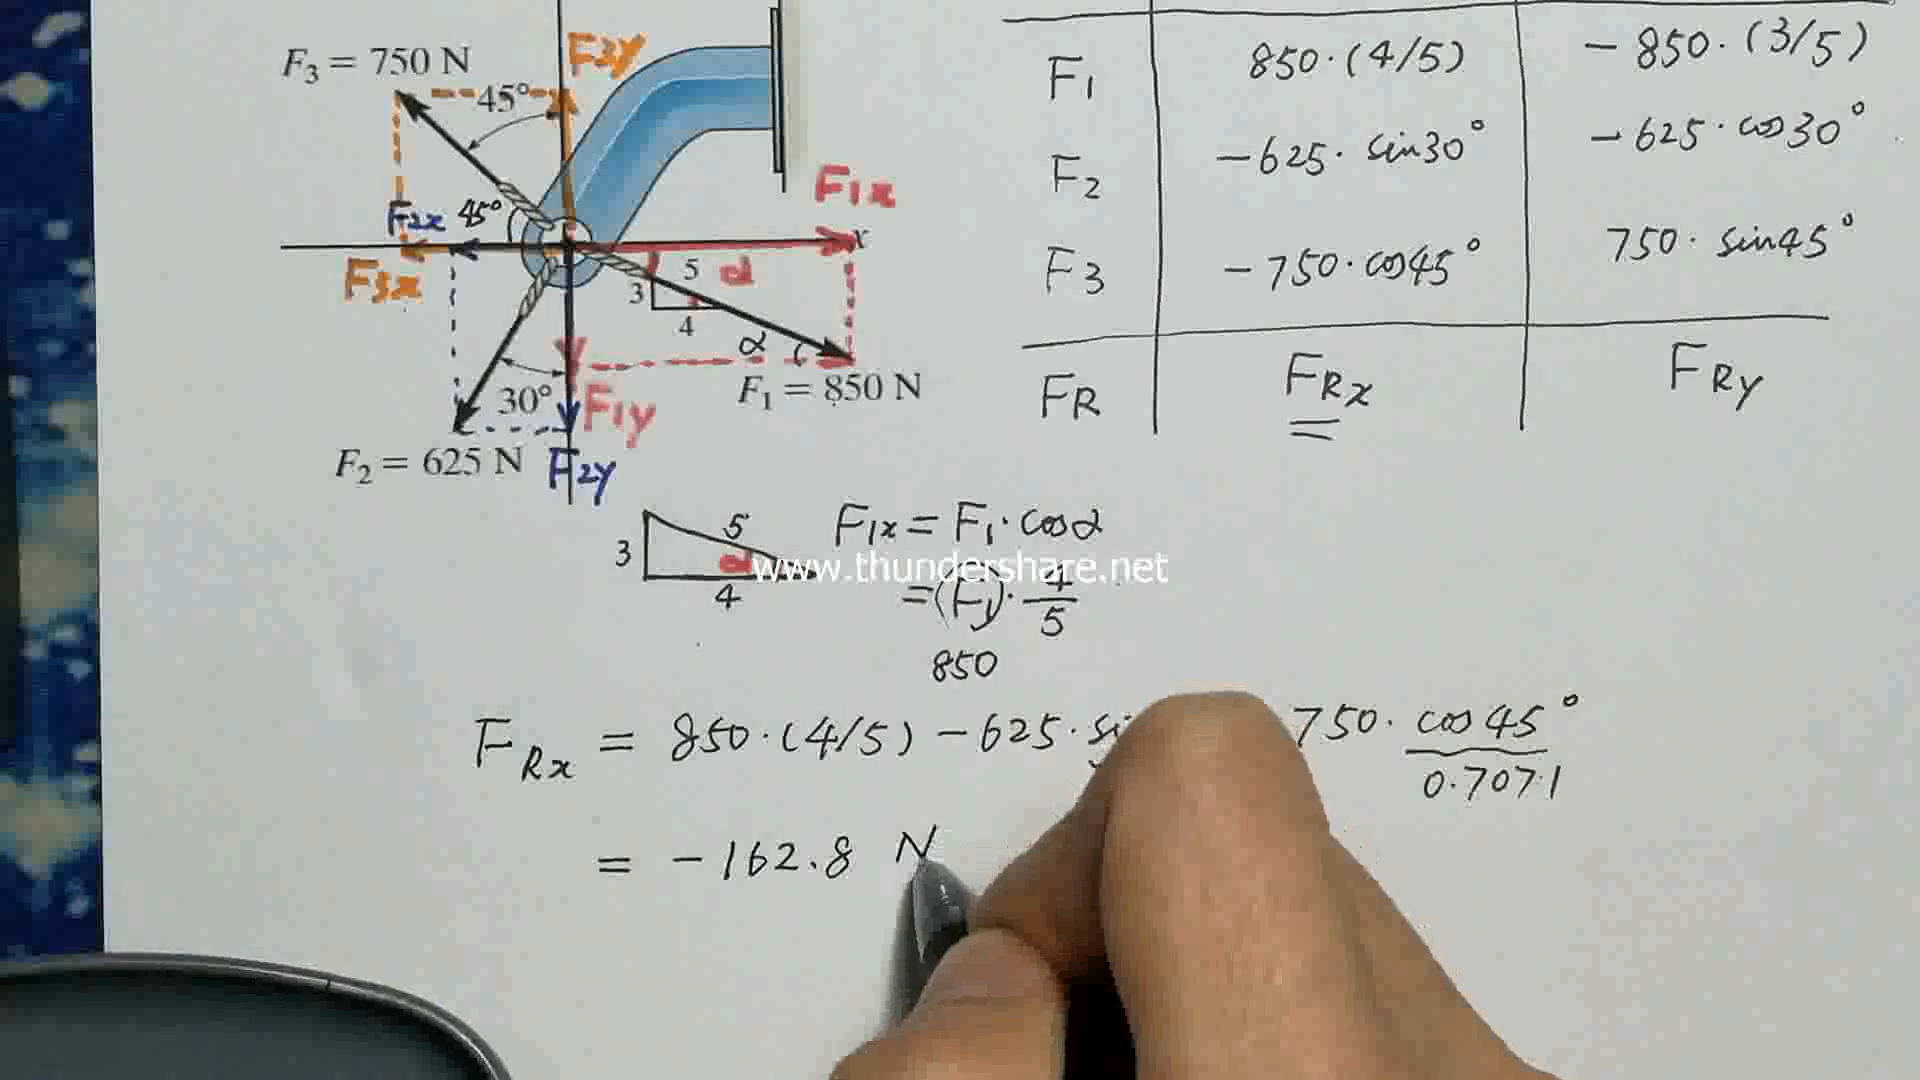 F3 = 750 N
F3y
45°
F1x
F2x 45°
x
F3x
5 α
3
4
α
F1 = 850 N
30°
F1y
F2 = 625 N F2y
F1 850·(4/5) -850·(3/5)
F2 -625·sin30° -625·cos30°
F3 -750·cos45° 750·sin45°
FR FRx FRy
5
3 α
4
F1x = F1·cosα
www.thundershare.net
=(F1)·4/5
850
FRx = 850·(4/5) -625· 750·cos45°
0.7071
= -162.8 N